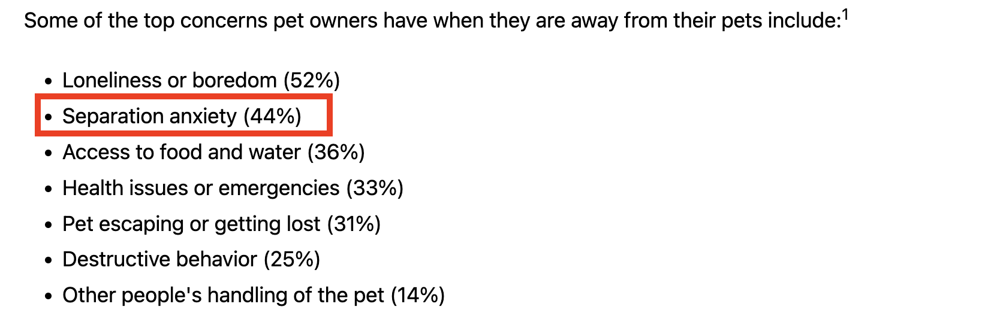 Some of the top concerns pet owners have when they are away from their pets include:¹
• Loneliness or boredom (52%)
• Separation anxiety (44%)
• Access to food and water (36%)
• Health issues or emergencies (33%)
• Pet escaping or getting lost (31%)
• Destructive behavior (25%)
• Other people's handling of the pet (14%)